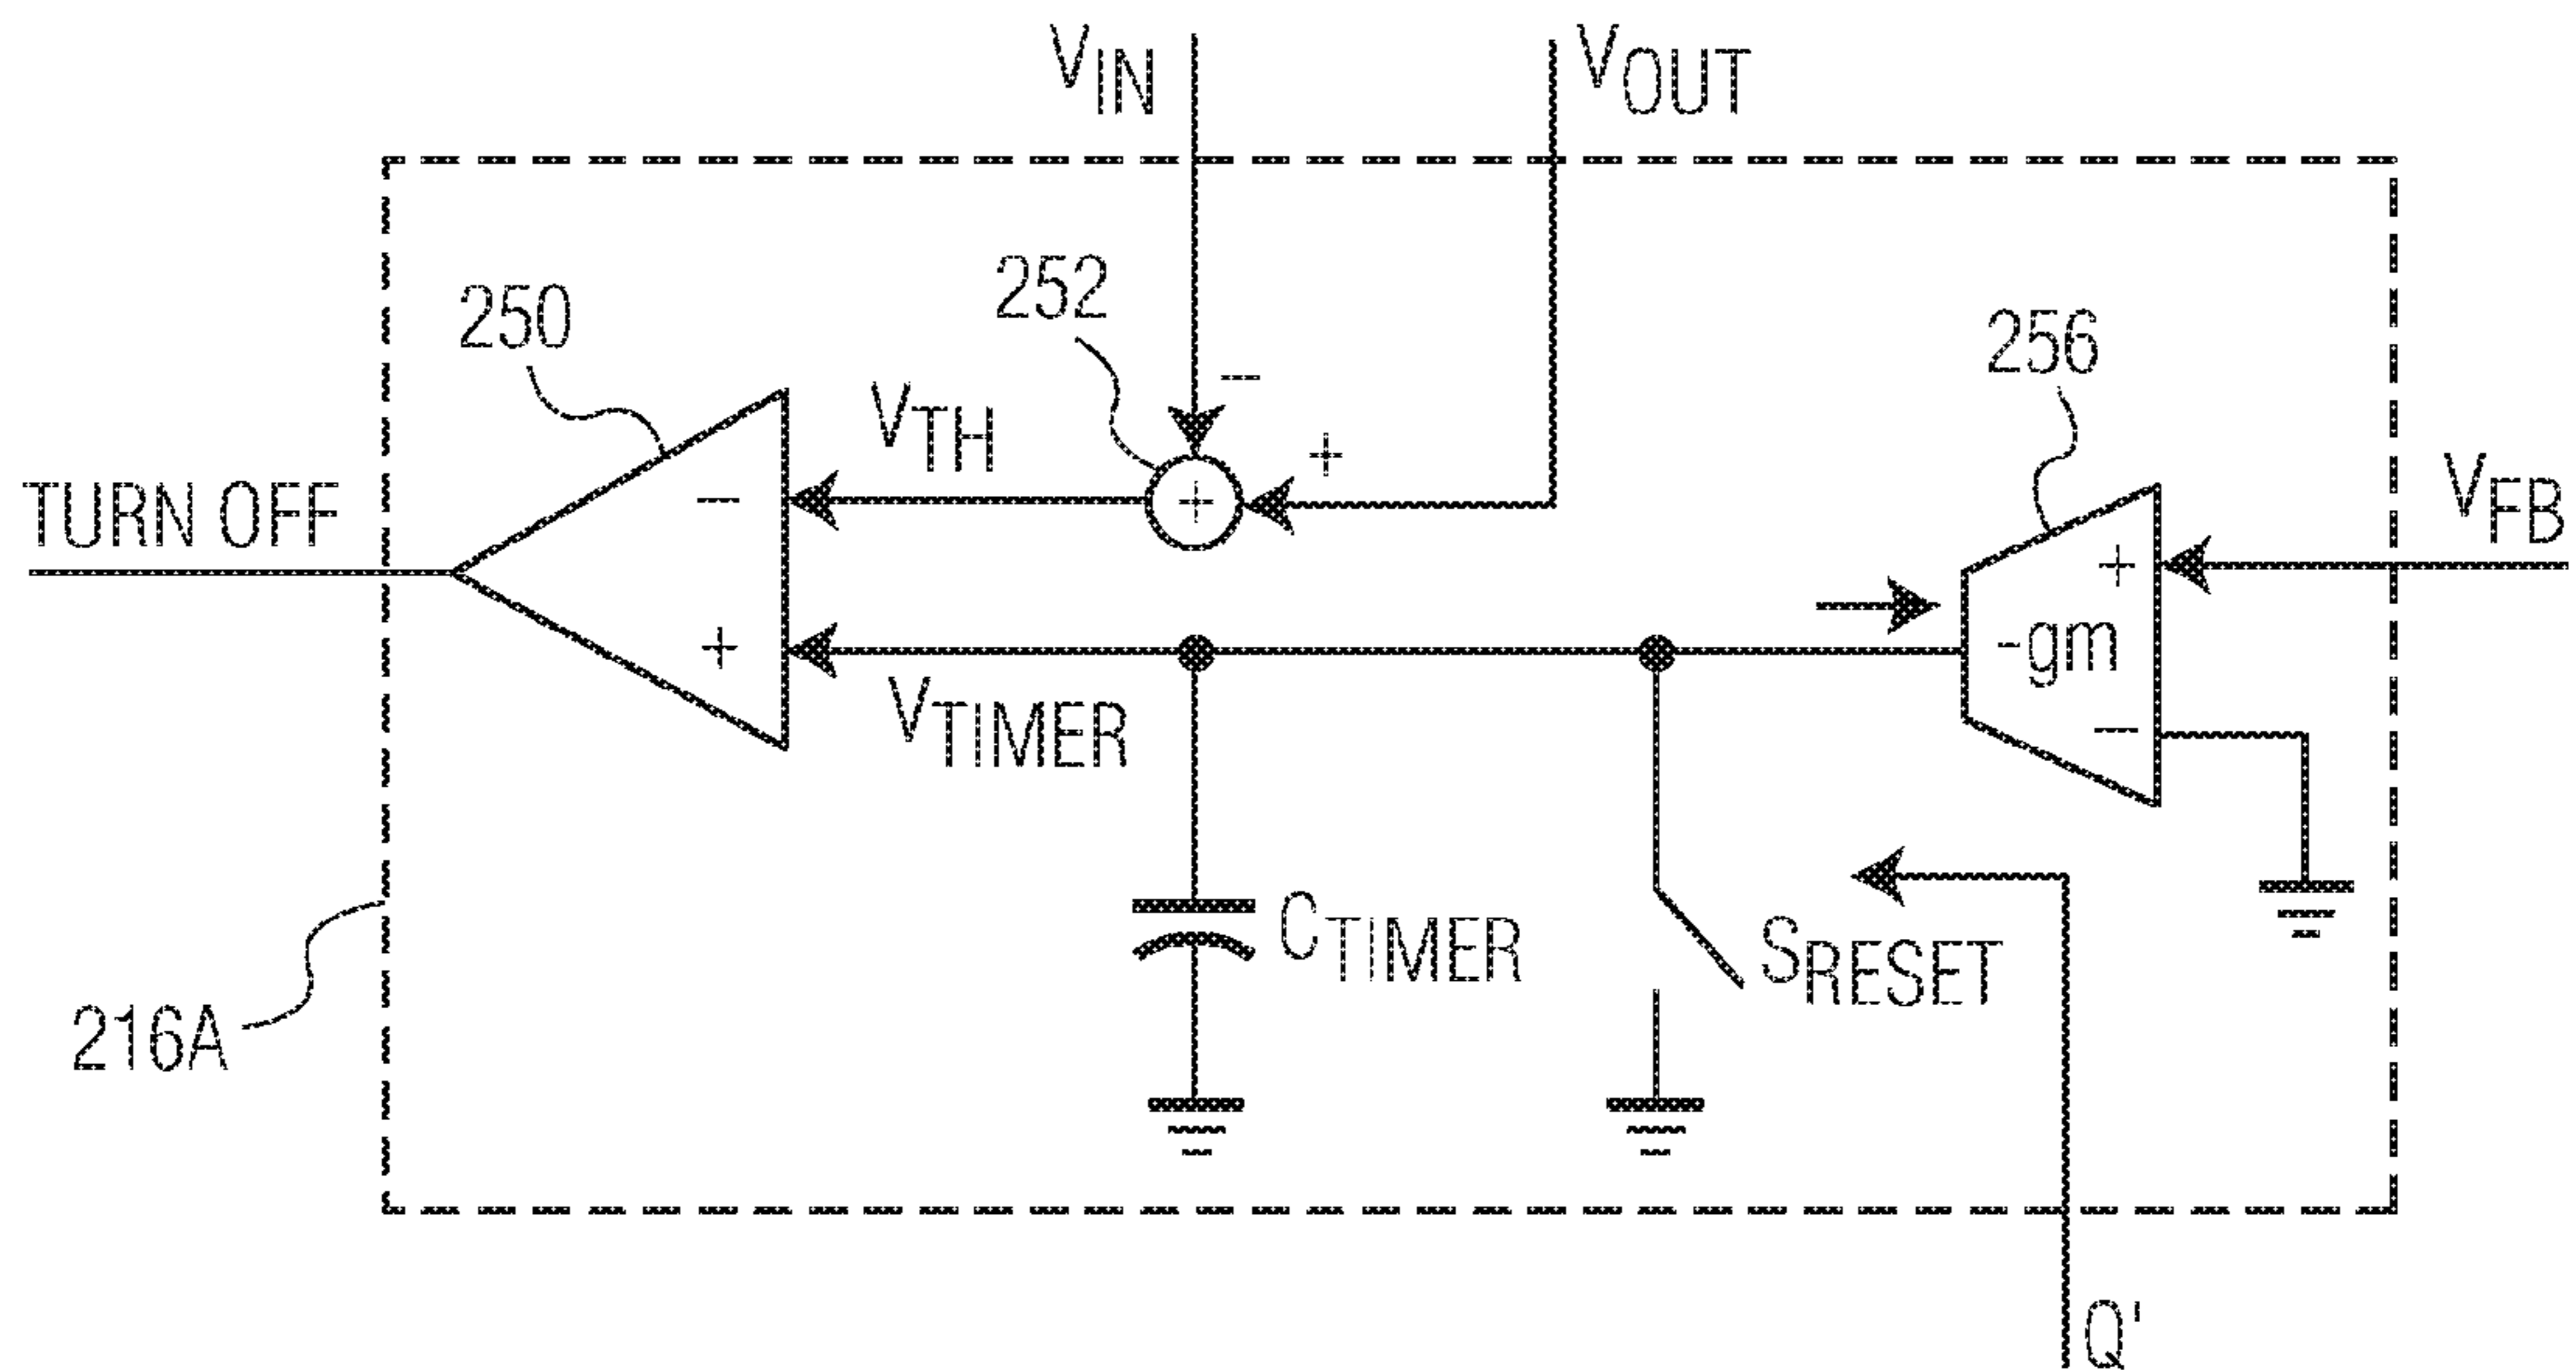 VIN
VOUT
252
250
256
VTH
- +
VFB
TURN OFF
- + +
+ -gm
VTIMER
-
CTIMER
SRESET
216A
Q'